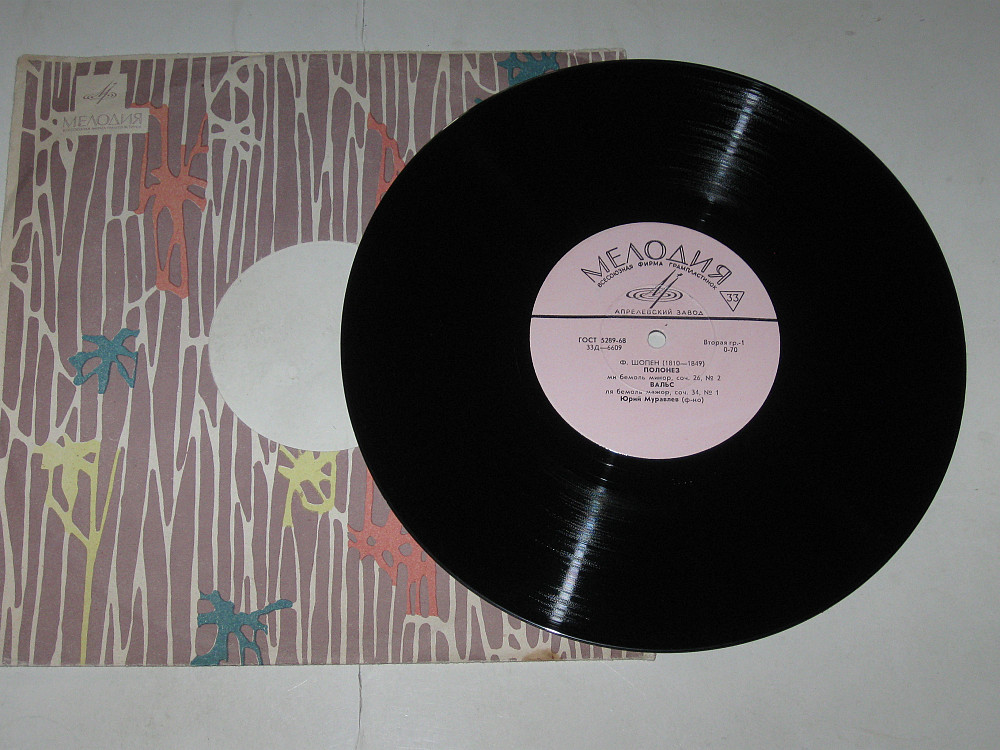 МЕЛОДИЯ
МЕЛОДИЯ
ВСЕСОЮЗНАЯ ФИРМА ГРАМПЛАСТИНОК
33
АПРЕЛЕВСКИЙ ЗАВОД
ГОСТ 5289-68 Вторая гр.-1
33Д—6609 0-70
Ф. ШОПЕН (1810—1849)
ПОЛОНЕЗ
ми бемоль минор, соч. 26, № 2
ВАЛЬС
ля бемоль мажор, соч. 34, № 1
Юрий Муравлев (ф-но)